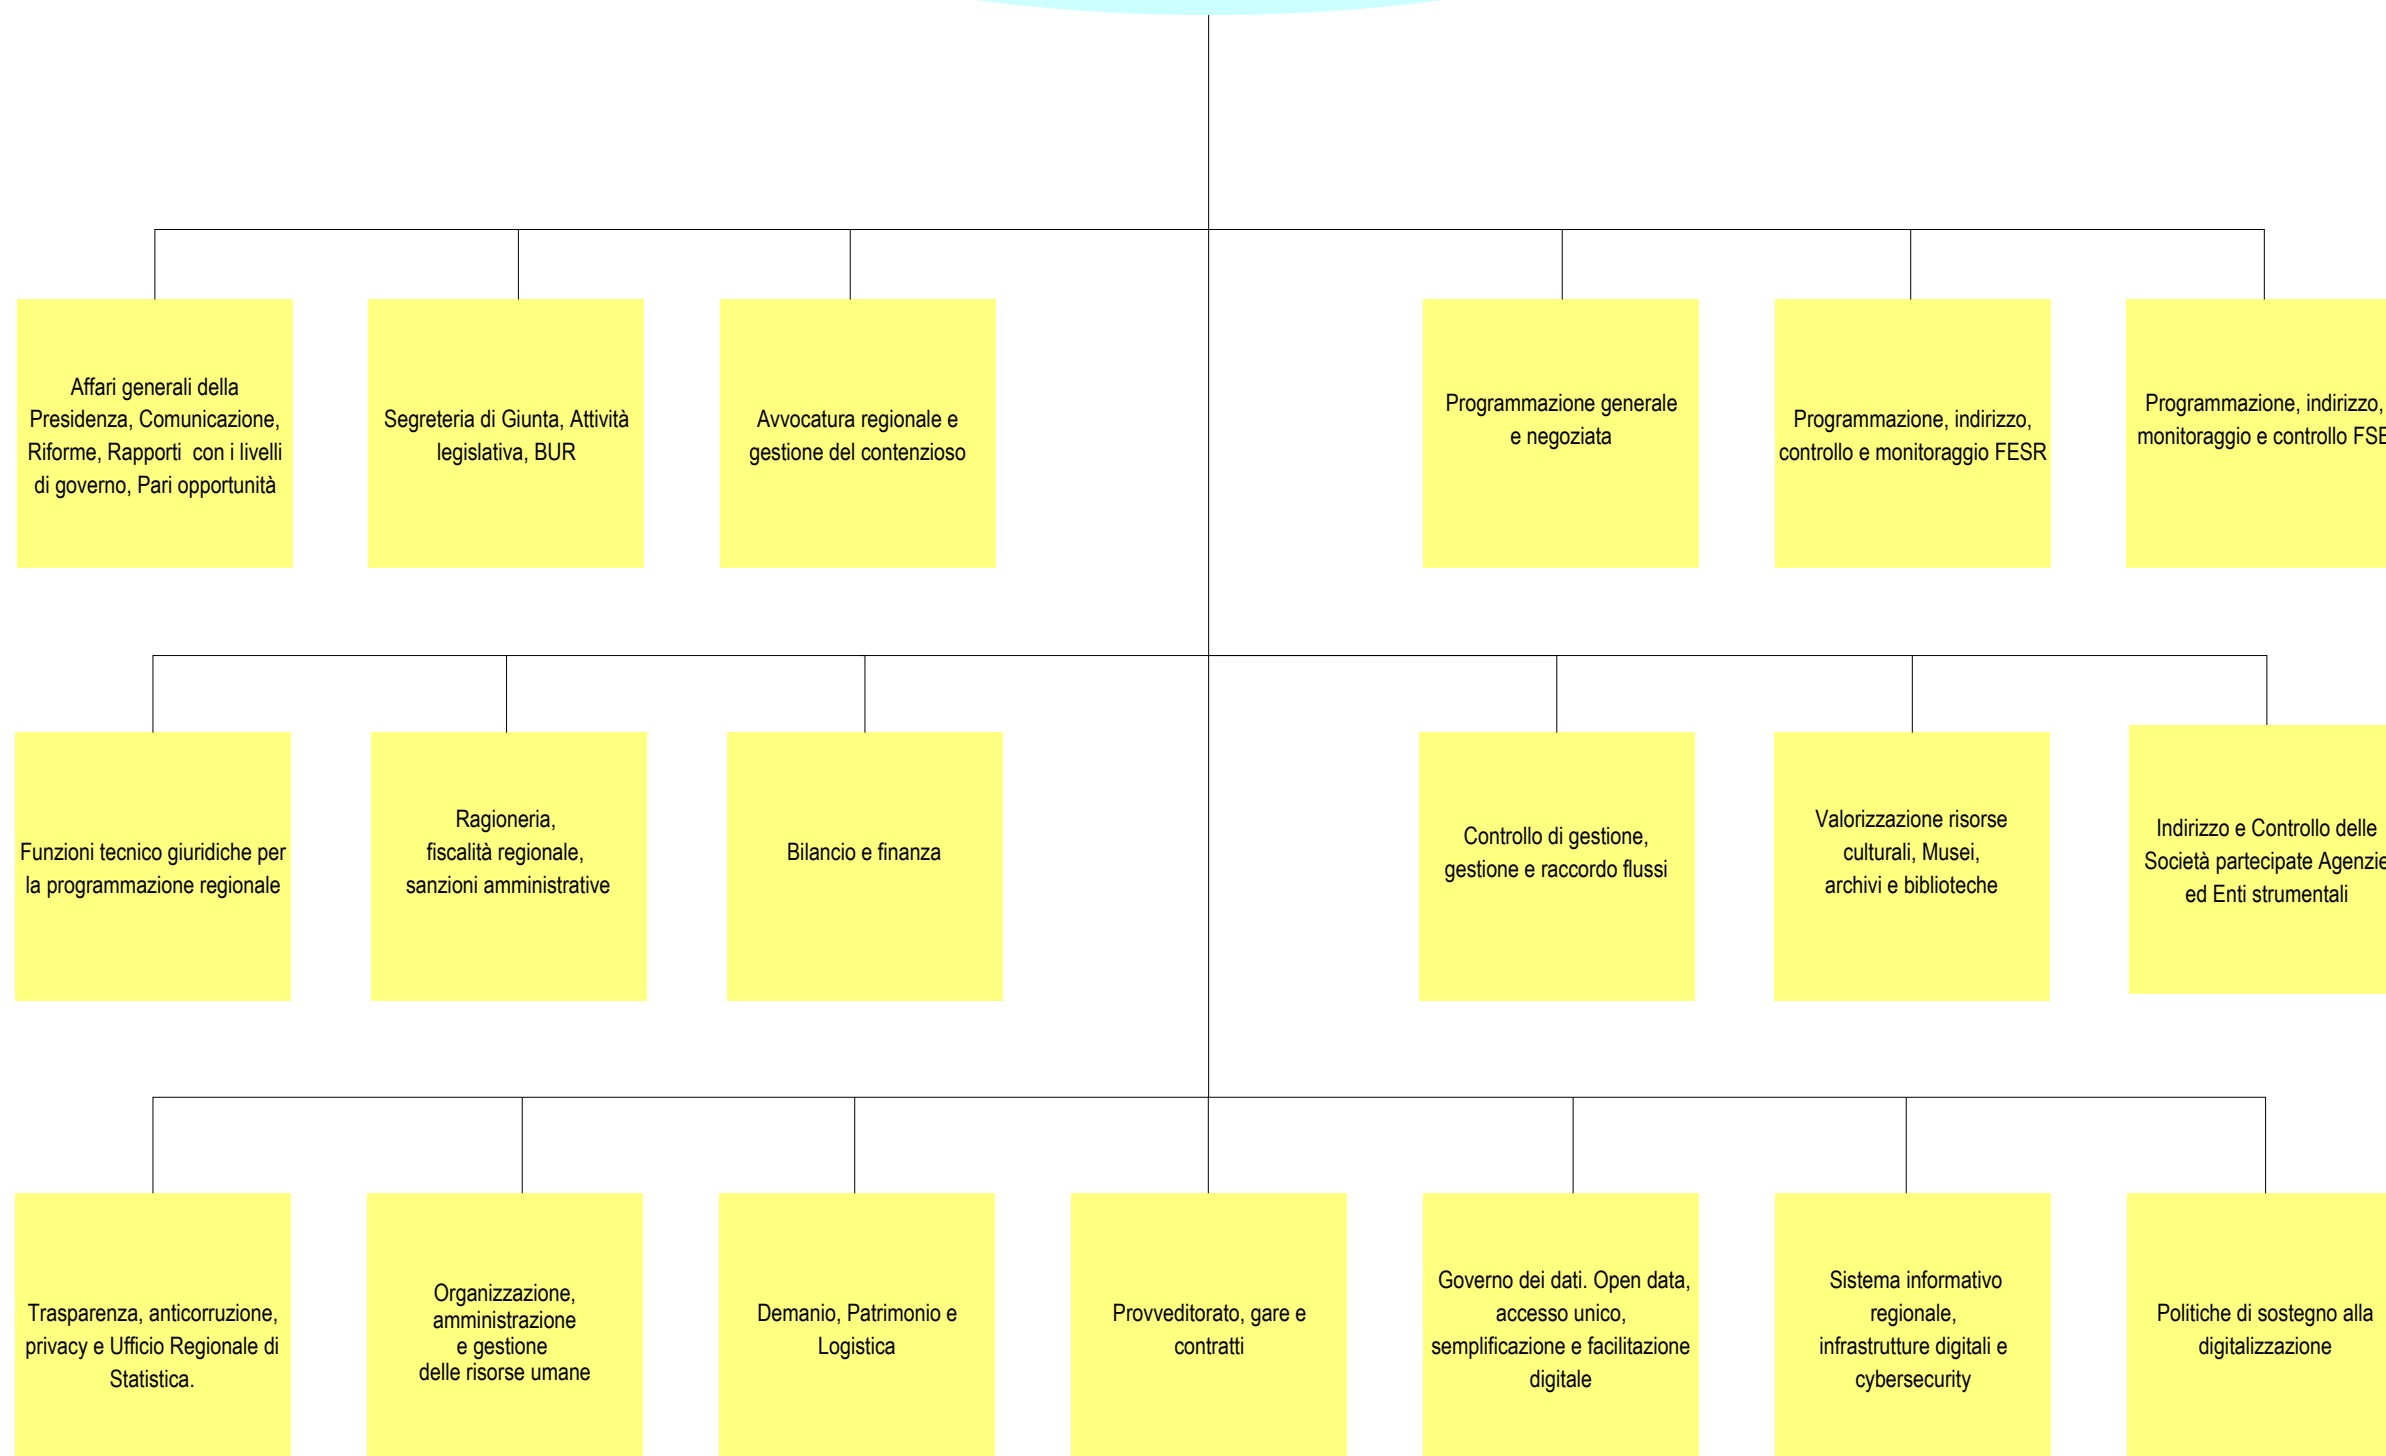 Affari generali della
Presidenza, Comunicazione,
Riforme, Rapporti con i livelli
di governo, Pari opportunità
Segreteria di Giunta, Attività
legislativa, BUR
Avvocatura regionale e
gestione del contenzioso
Programmazione generale
e negoziata
Programmazione, indirizzo,
controllo e monitoraggio FESR
Programmazione, indirizzo,
monitoraggio e controllo
Funzioni tecnico giuridiche per
la programmazione regionale
Ragioneria,
fiscalità regionale,
sanzioni amministrative
Bilancio e finanza
Controllo di gestione,
gestione e raccordo flussi
Valorizzazione risorse
culturali, Musei,
archivi e biblioteche
Indirizzo e Controllo delle
Società partecipate Agenzie
ed Enti strumentali
Trasparenza, anticorruzione,
privacy e Ufficio Regionale di
Statistica.
Organizzazione,
amministrazione
e gestione
delle risorse umane
Demanio, Patrimonio e
Logistica
Provveditorato, gare e
contratti
Governo dei dati. Open data,
accesso unico,
semplificazione e facilitazione
digitale
Sistema informativo
regionale,
infrastrutture digitali e
cybersecurity
Politiche di sostegno alla
digitalizzazione